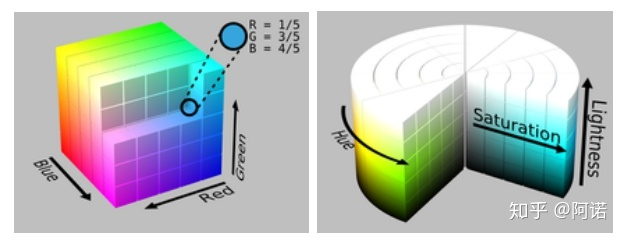 R = 1/5
G = 3/5
B = 4/5
Blue
Red
Green
Hue
Saturation
Lightness
知乎 @阿诺